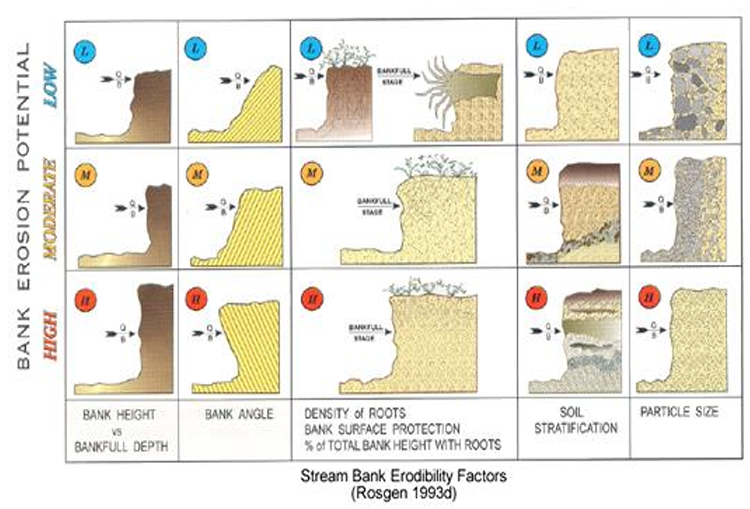 BANK EROSION POTENTIAL
LOW
L
Q
B
L
Q
B
L
Q
B
BANKFULL
STAGE
L
Q
B
L
Q
B
MODERATE
M
Q
B
M
Q
B
M
BANKFULL
STAGE
M
Q
B
M
Q
B
HIGH
H
Q
B
H
Q
B
H
BANKFULL
STAGE
H
Q
B
H
Q
B
BANK HEIGHT
vs
BANKFULL DEPTH
BANK ANGLE
DENSITY of ROOTS
BANK SURFACE PROTECTION
% of TOTAL BANK HEIGHT WITH ROOTS
SOIL
STRATIFICATION
PARTICLE SIZE
Stream Bank Erodibility Factors
(Rosgen 1993d)